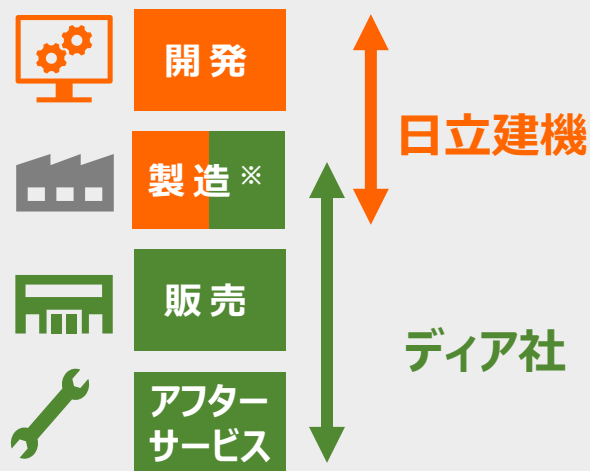 開発
日立建機
製造※
販売
ディア社
アフター
サービス